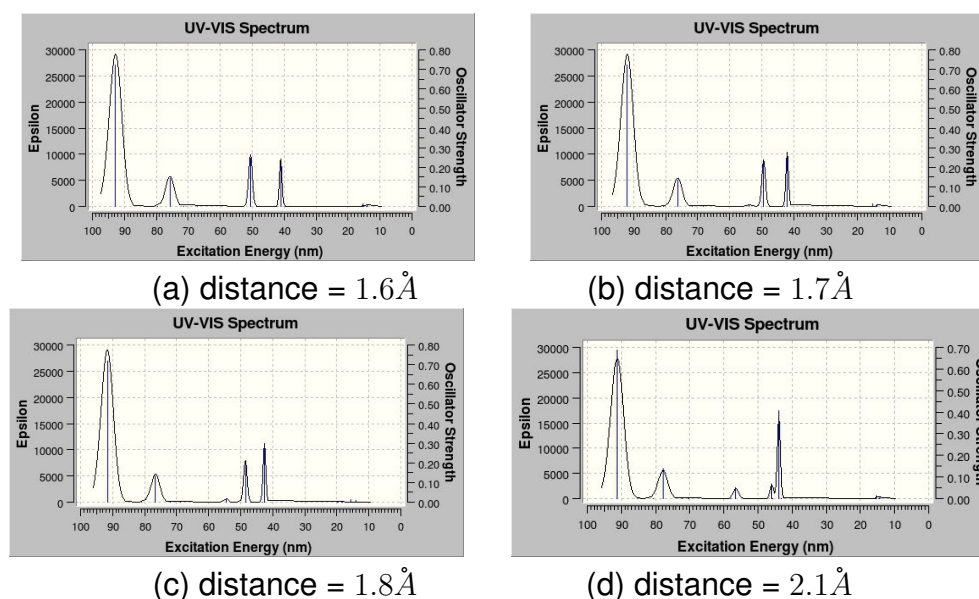 UV-VIS Spectrum
30000
25000
20000
15000
10000
5000
0
Epsilon
0.80
0.70
0.60
0.50
0.40
0.30
0.20
0.10
0.00
Oscillator Strength
100 90 80 70 60 50 40 30 20 10 0
Excitation Energy (nm)
(a) distance = 1.6Å
UV-VIS Spectrum
30000
25000
20000
15000
10000
5000
0
Epsilon
0.80
0.70
0.60
0.50
0.40
0.30
0.20
0.10
0.00
Oscillator Strength
100 90 80 70 60 50 40 30 20 10 0
Excitation Energy (nm)
(b) distance = 1.7Å
UV-VIS Spectrum
30000
25000
20000
15000
10000
5000
0
Epsilon
0.80
0.70
0.60
0.50
0.40
0.30
0.20
0.10
0.00
Oscillator Strength
100 90 80 70 60 50 40 30 20 10 0
Excitation Energy (nm)
(c) distance = 1.8Å
UV-VIS Spectrum
30000
25000
20000
15000
10000
5000
0
Epsilon
0.70
0.60
0.50
0.40
0.30
0.20
0.10
0.00
Oscillator Strength
100 90 80 70 60 50 40 30 20 10 0
Excitation Energy (nm)
(d) distance = 2.1Å